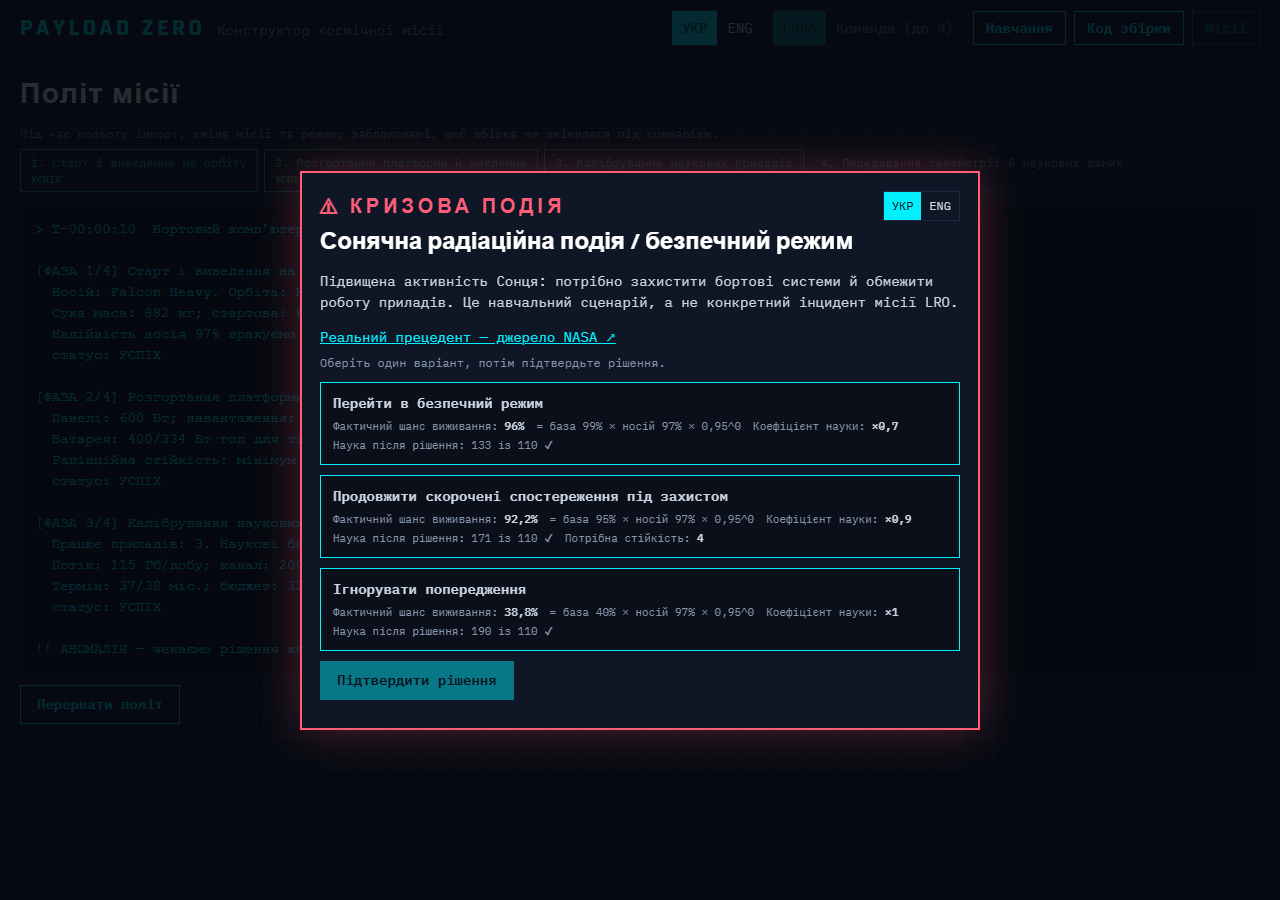 PAYLOAD ZERO Конструктор космічної місії
УКР ENG Соло Команда (до 4) Навчання Код збірки Місії
Політ місії
Під час польоту імпорт, зміна місії та режиму заблоковані, щоб збірка не змінилася під сценарієм.
1. Старт і виведення на орбіту
УСПІХ
2. Розгортання платформи й живлення
3. Калібрування наукових приладів
4. Передавання телеметрії й наукових даних
> T-00:00:10 Бортовий комп’ютер
[ФАЗА 1/4] Старт і виведення на
Носій: Falcon Heavy. Орбіта:
Суха маса: 882 кг; стартова:
Надійність носія 97% врахуємо
статус: УСПІХ
[ФАЗА 2/4] Розгортання платформи
Панелі: 600 Вт; навантаження:
Батарея: 400/334 Вт·год для
Радіаційна стійкість: мінімум
статус: УСПІХ
[ФАЗА 3/4] Калібрування наукових
Працює приладів: 3. Наукові
Потік: 115 Гб/добу; канал: 200
Термін: 37/38 міс.; бюджет:
статус: УСПІХ
!! АНОМАЛІЯ — чекаємо рішення
Перервати політ
⚠ КРИЗОВА ПОДІЯ
УКР ENG
Сонячна радіаційна подія / безпечний режим
Підвищена активність Сонця: потрібно захистити бортові системи й обмежити
роботу приладів. Це навчальний сценарій, а не конкретний інцидент місії LRO.
Реальний прецедент — джерело NASA ↗
Оберіть один варіант, потім підтвердьте рішення.
Перейти в безпечний режим
Фактичний шанс виживання: 96% = база 99% × носій 97% × 0,95^0 Коефіцієнт науки: ×0,7
Наука після рішення: 133 із 110 ✓
Продовжити скорочені спостереження під захистом
Фактичний шанс виживання: 92,2% = база 95% × носій 97% × 0,95^0 Коефіцієнт науки: ×0,9
Наука після рішення: 171 із 110 ✓ Потрібна стійкість: 4
Ігнорувати попередження
Фактичний шанс виживання: 38,8% = база 40% × носій 97% × 0,95^0 Коефіцієнт науки: ×1
Наука після рішення: 190 із 110 ✓
Підтвердити рішення